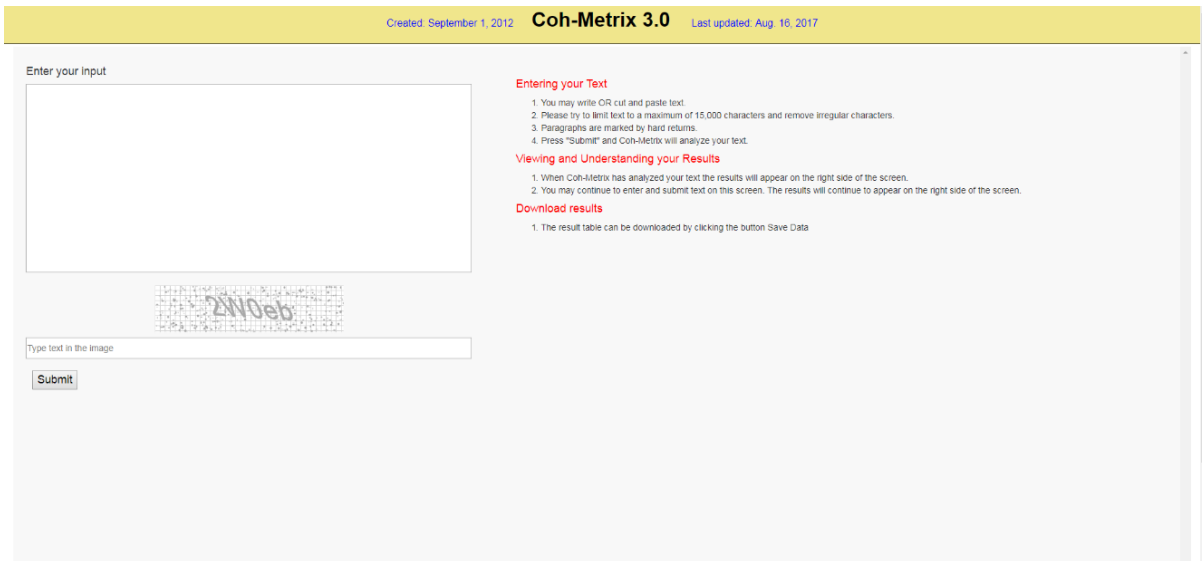 Created: September 1, 2012 Coh-Metrix 3.0 Last updated: Aug. 16, 2017
Enter your input
Entering your Text
1. You may write OR cut and paste text.
2. Please try to limit text to a maximum of 15,000 characters and remove irregular characters.
3. Paragraphs are marked by hard returns.
4. Press "Submit" and Coh-Metrix will analyze your text.
Viewing and Understanding your Results
1. When Coh-Metrix has analyzed your text the results will appear on the right side of the screen.
2. You may continue to enter and submit text on this screen. The results will continue to appear on the right side of the screen.
Download results
1. The result table can be downloaded by clicking the button Save Data
2W0eb
Type text in the image
Submit